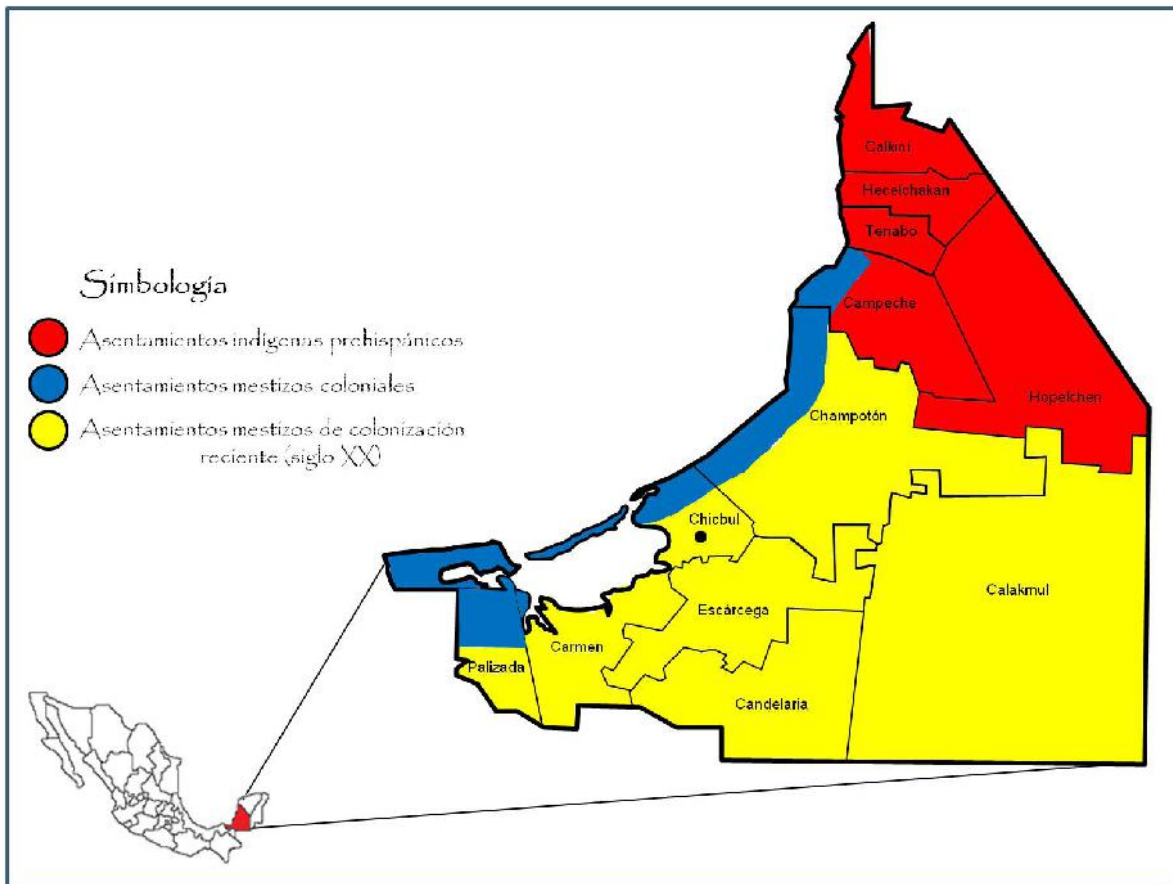 Simbología
Asentamientos indígenas prehispánicos
Asentamientos mestizos coloniales
Asentamientos mestizos de colonización
reciente (siglo XX)
Calkiní
Hecelchakan
Tenabo
Campeche
Hopelchen
Champotón
Chicbul
Calakmul
Escárcega
Carmen
Palizada
Candelaria